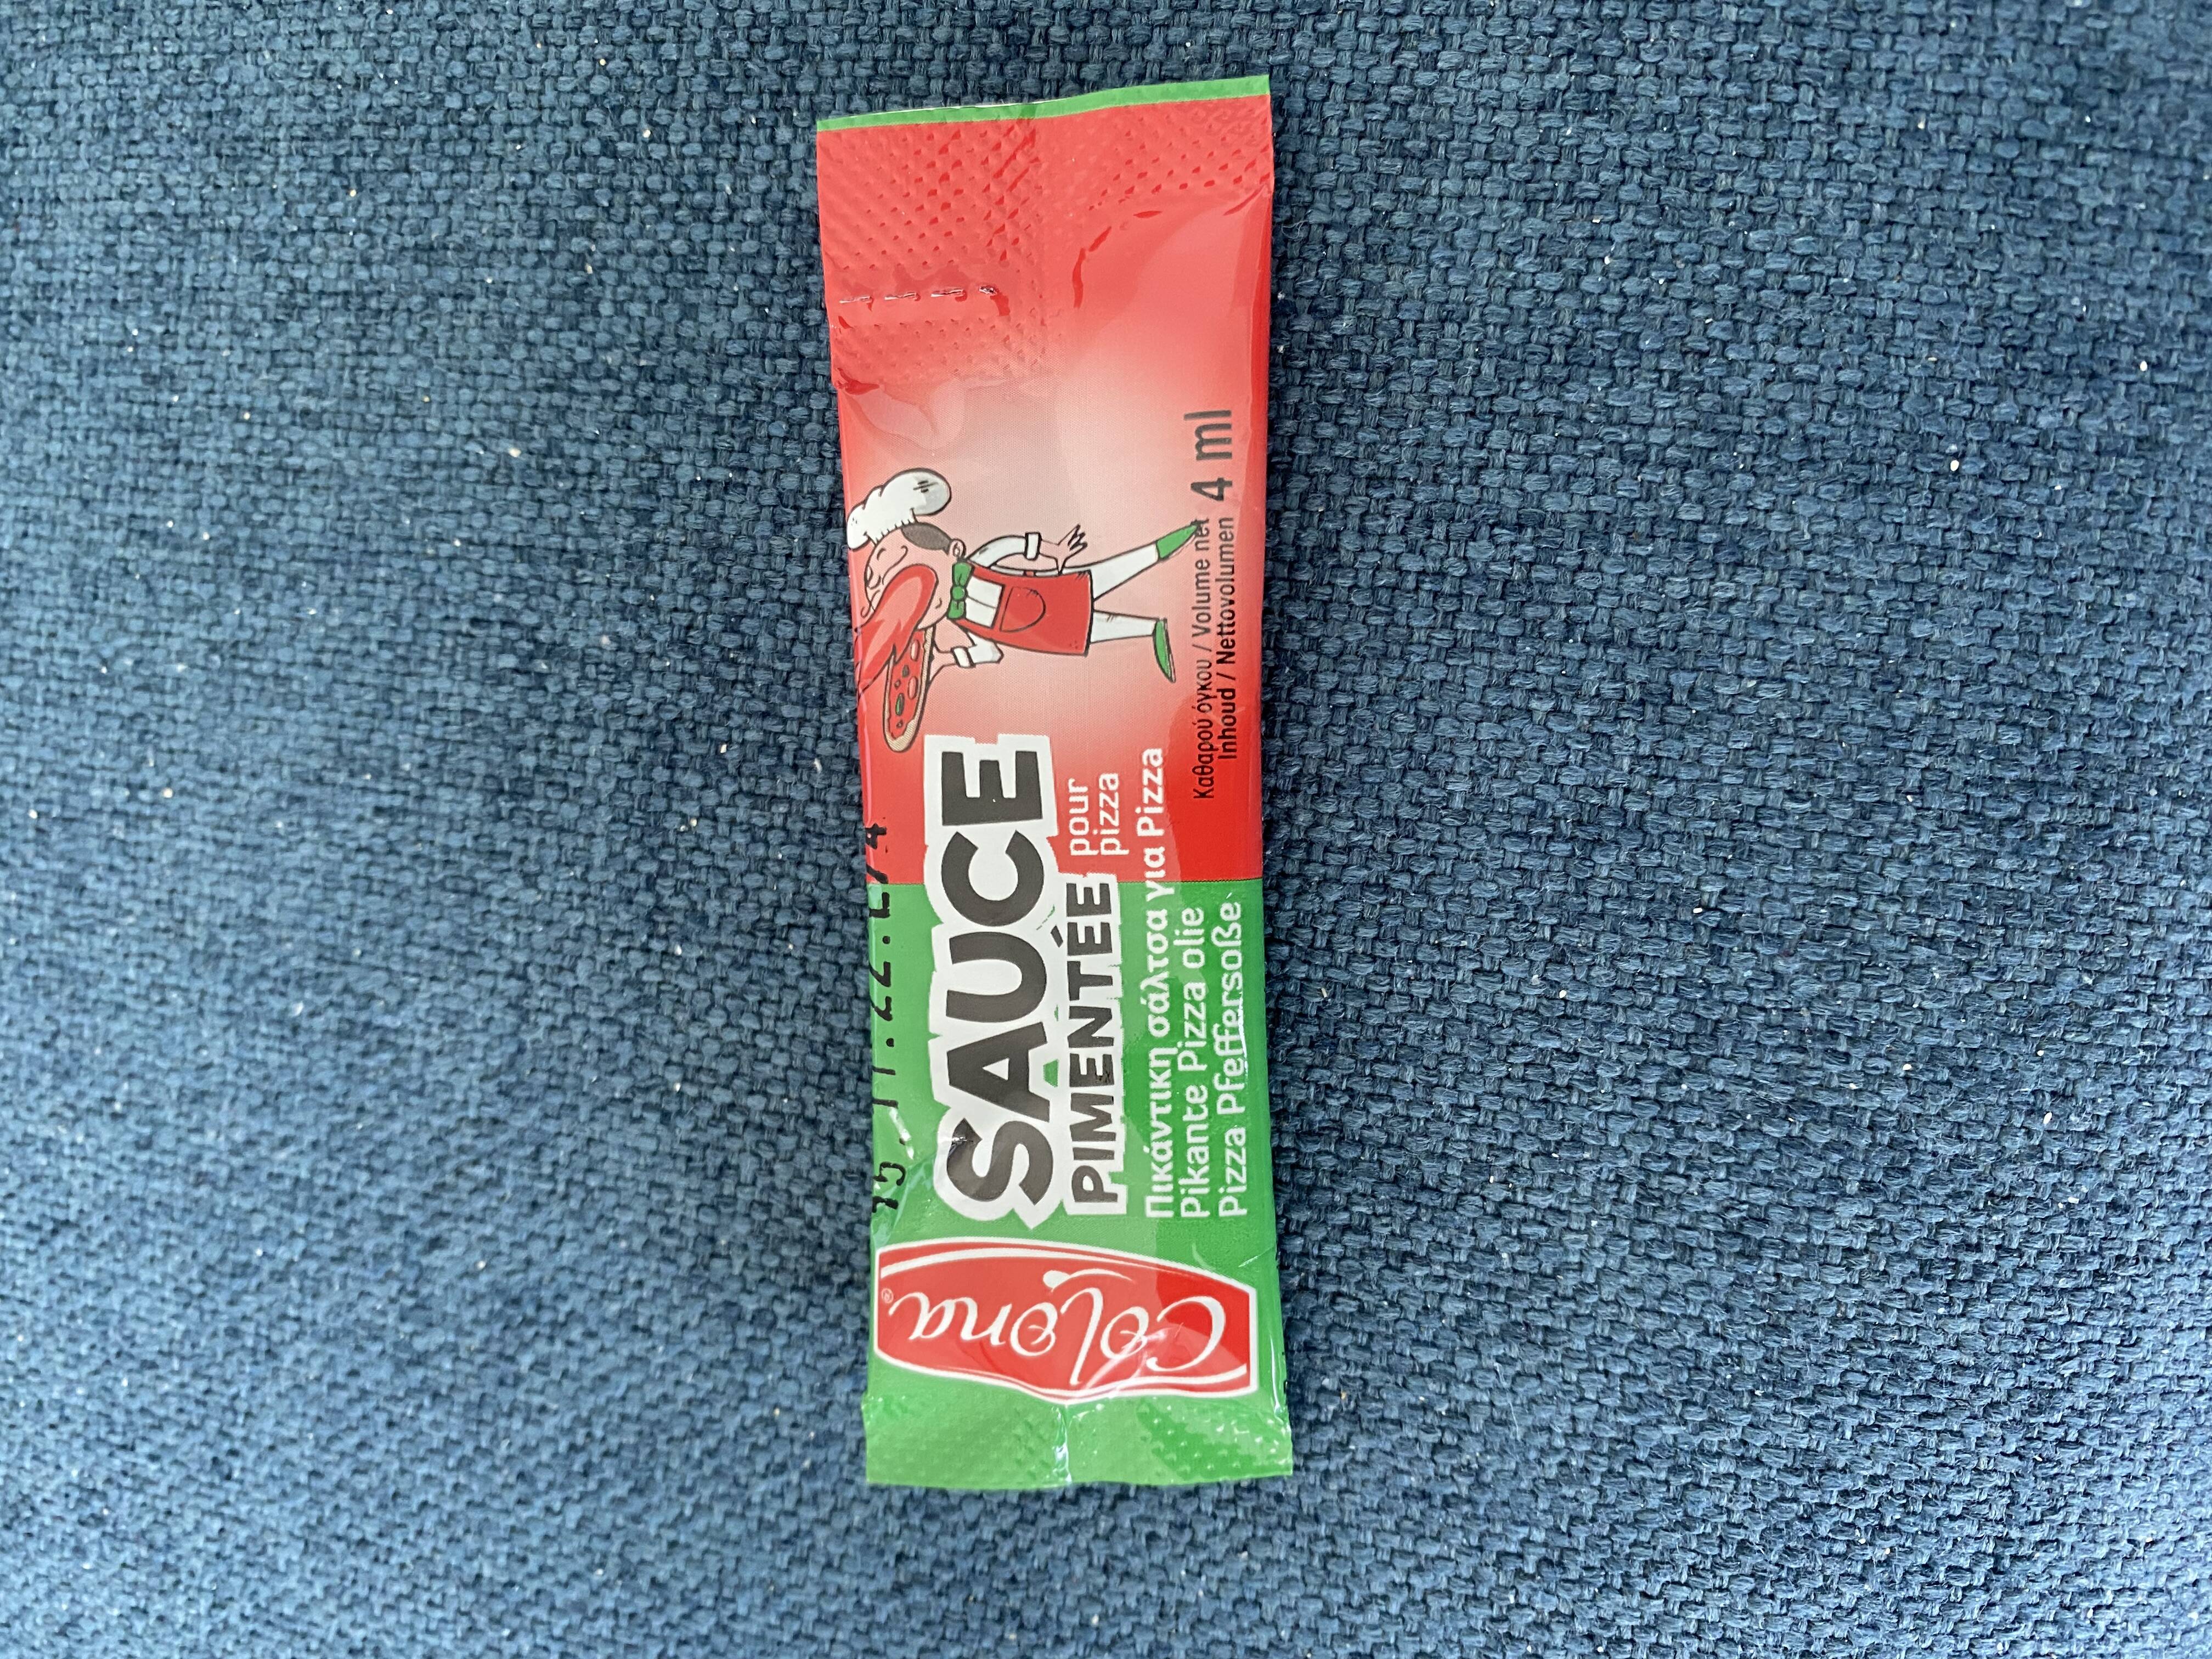 Colona®
SAUCE
PIMENTÉE pour
pizza
Πικάντικη σάλτσα για Pizza
Pikante Pizza olie
Pizza Pfeffersoße
Καθαρού όγκου / Volume net
Inhoud / Nettovolumen 4 ml